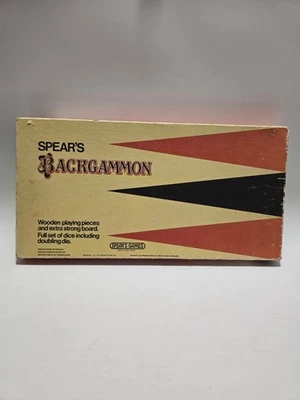 SPEAR'S
BACKGAMMON
Wooden playing pieces
and extra strong board.
Full set of dice including
doubling die.
SPEAR'S GAMES